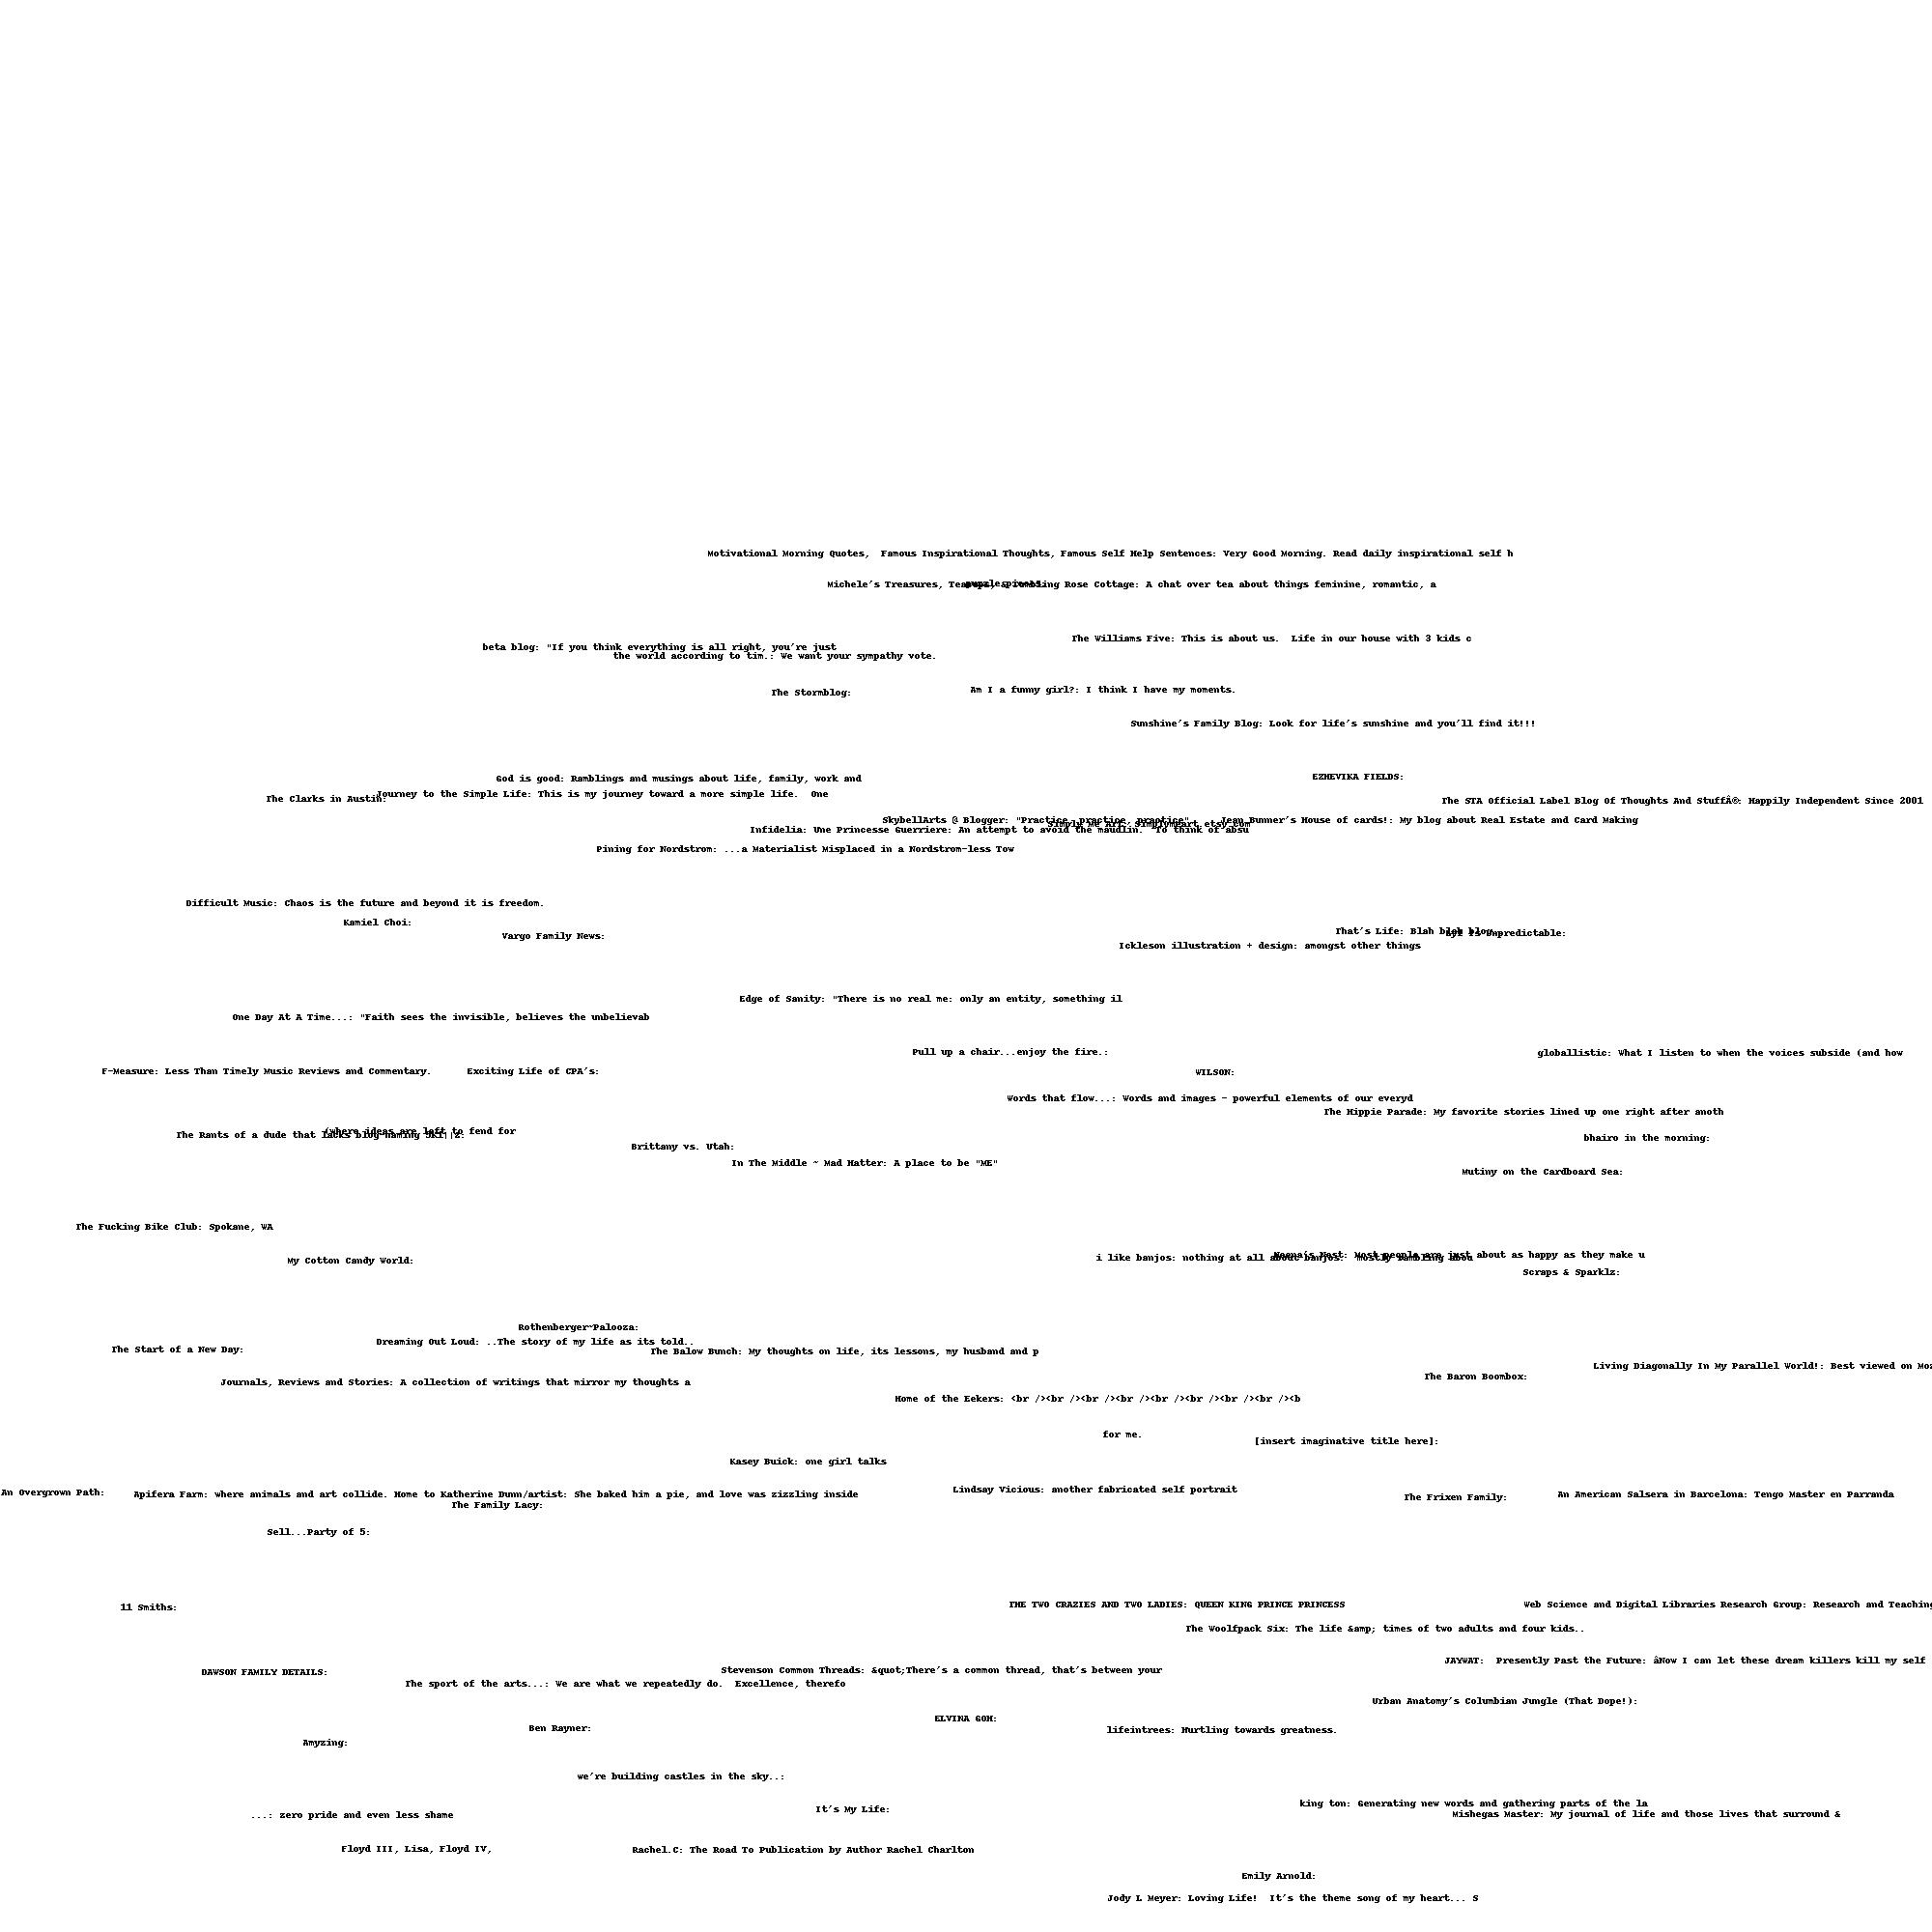 Motivational Morning Quotes,  Famous Inspirational Thoughts, Famous Self Help Sentences: Very Good Morning. Read daily inspirational self h
Michele's Treasures, Rose Cottage: A chat over tea about things feminine, romantic, a
The Williams Five: This is about us.  Life in our house with 3 kids c
beta blog: "If you think everything is all right, you're just
the world according to tim.: We want your sympathy vote.
Am I a funny girl?: I think I have my moments.
The Stormblog:
Sunshine's Family Blog: Look for life's sunshine and you'll find it!!!
EZHEVIKA FIELDS:
God is good: Ramblings and musings about life, family, work and
Journey to the Simple Life: This is my journey toward a more simple life.  One
The Clarks in Austin:
The STA Official Label Blog Of Thoughts And StuffÂ®: Happily Independent Since 2001
SkybellArts @ Blogger: "Practice, practice, practice"
Jean Bunner's House of cards!: My blog about Real Estate and Card Making
Simply Me Art~ Simplymeart.etsy.com
Infidelia: Une Princesse Guerriere: An attempt to avoid the maudlin.  To think of absu
Pining for Nordstrom: ...a Materialist Misplaced in a Nordstrom-less Tow
Difficult Music: Chaos is the future and beyond it is freedom.
Kamiel Choi:
That's Life: Blah blah blog
unpredictable:
Vargo Family News:
Ickleson illustration + design: amongst other things
Edge of Sanity: "There is no real me: only an entity, something il
One Day At A Time...: "Faith sees the invisible, believes the unbelievab
Pull up a chair...enjoy the fire.:
globallistic: What I listen to when the voices subside (and how
F-Measure: Less Than Timely Music Reviews and Commentary.
Exciting Life of CPA's:
WILSON:
Words that flow...: Words and images - powerful elements of our everyd
The Hippie Parade: My favorite stories lined up one right after anoth
(where ideas are left to fend for
The Rants of a dude that lacks blog naming Ski||z:
bhairo in the morning:
Brittany vs. Utah:
In The Middle ~ Mad Hatter: A place to be "ME"
Mutiny on the Cardboard Sea:
The Fucking Bike Club: Spokane, WA
Neena's Nest: Most people are just about as happy as they make u
i like banjos: nothing at all about banjos.  mostly rambling abou
My Cotton Candy World:
Scraps & Sparklz:
Rothenberger~Palooza:
Dreaming Out Loud: ..The story of my life as its told..
The Start of a New Day:
The Balow Bunch: My thoughts on life, its lessons, my husband and p
Living Diagonally In My Parallel World!: Best viewed on Moz
The Baron Boombox:
Journals, Reviews and Stories: A collection of writings that mirror my thoughts a
Home of the Eekers: <br /><br /><br /><br /><br /><br /><br /><br /><b
for me.
[insert imaginative title here]:
Kasey Buick: one girl talks
Lindsay Vicious: another fabricated self portrait
An Overgrown Path:
Apifera Farm: where animals and art collide. Home to Katherine Dunn/artist: She baked him a pie, and love was zizzling inside
An American Salsera in Barcelona: Tengo Master en Parranda
The Frixen Family:
The Family Lacy:
Sell...Party of 5:
THE TWO CRAZIES AND TWO LADIES: QUEEN KING PRINCE PRINCESS
Web Science and Digital Libraries Research Group: Research and Teaching
11 Smiths:
The Woolfpack Six: The life &amp; times of two adults and four kids..
JAYWAT:  Presently Past the Future: âNow I can let these dream killers kill my self
DAWSON FAMILY DETAILS:
Stevenson Common Threads: &quot;There's a common thread, that's between your
The sport of the arts...: We are what we repeatedly do.  Excellence, therefo
Urban Anatomy's Columbian Jungle (That Dope!):
ELVINA GOH:
Ben Rayner:
lifeintrees: Hurtling towards greatness.
Amyzing:
we're building castles in the sky..:
king ton: Generating new words and gathering parts of the la
It's My Life:
Mishegas Master: My journal of life and those lives that surround &
...: zero pride and even less shame
Floyd III, Lisa, Floyd IV,
Rachel.C: The Road To Publication by Author Rachel Charlton
Emily Arnold:
Jody L Meyer: Loving Life!  It's the theme song of my heart... S